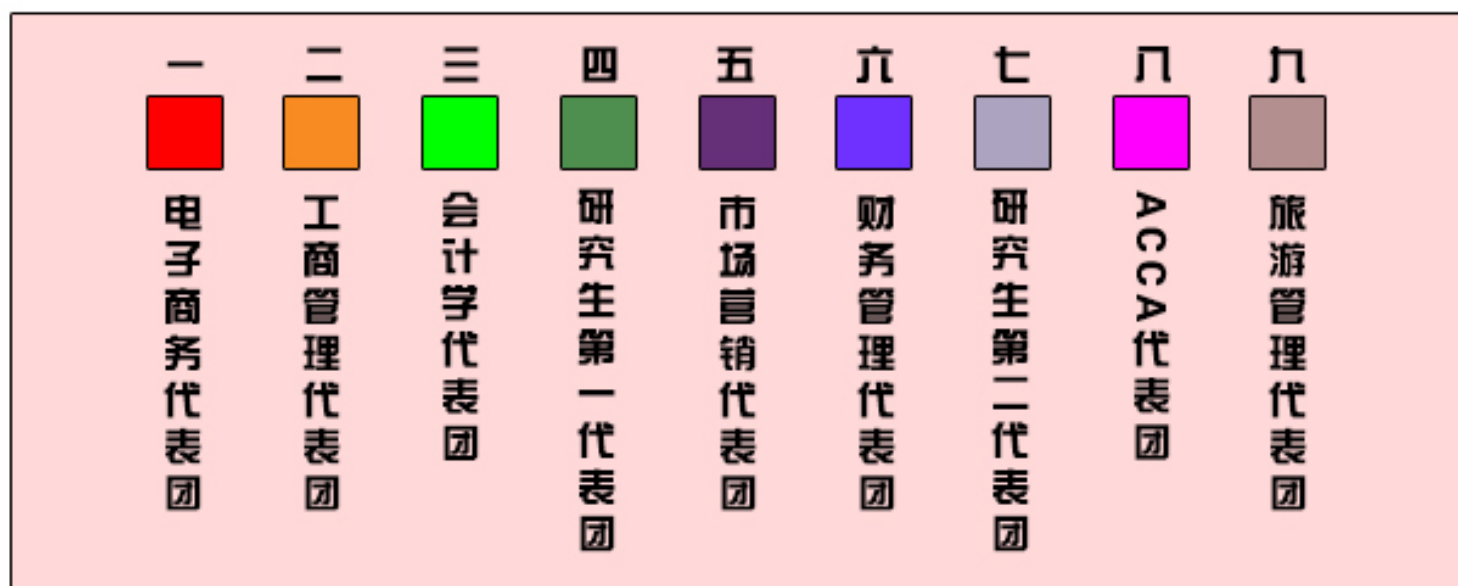 一 二 三 四 五 六 七 八 九
电子商务代表团
工商管理代表团
会计学代表团
研究生第一代表团
市场营销代表团
财务管理代表团
研究生第二代表团
ACCA代表团
旅游管理代表团